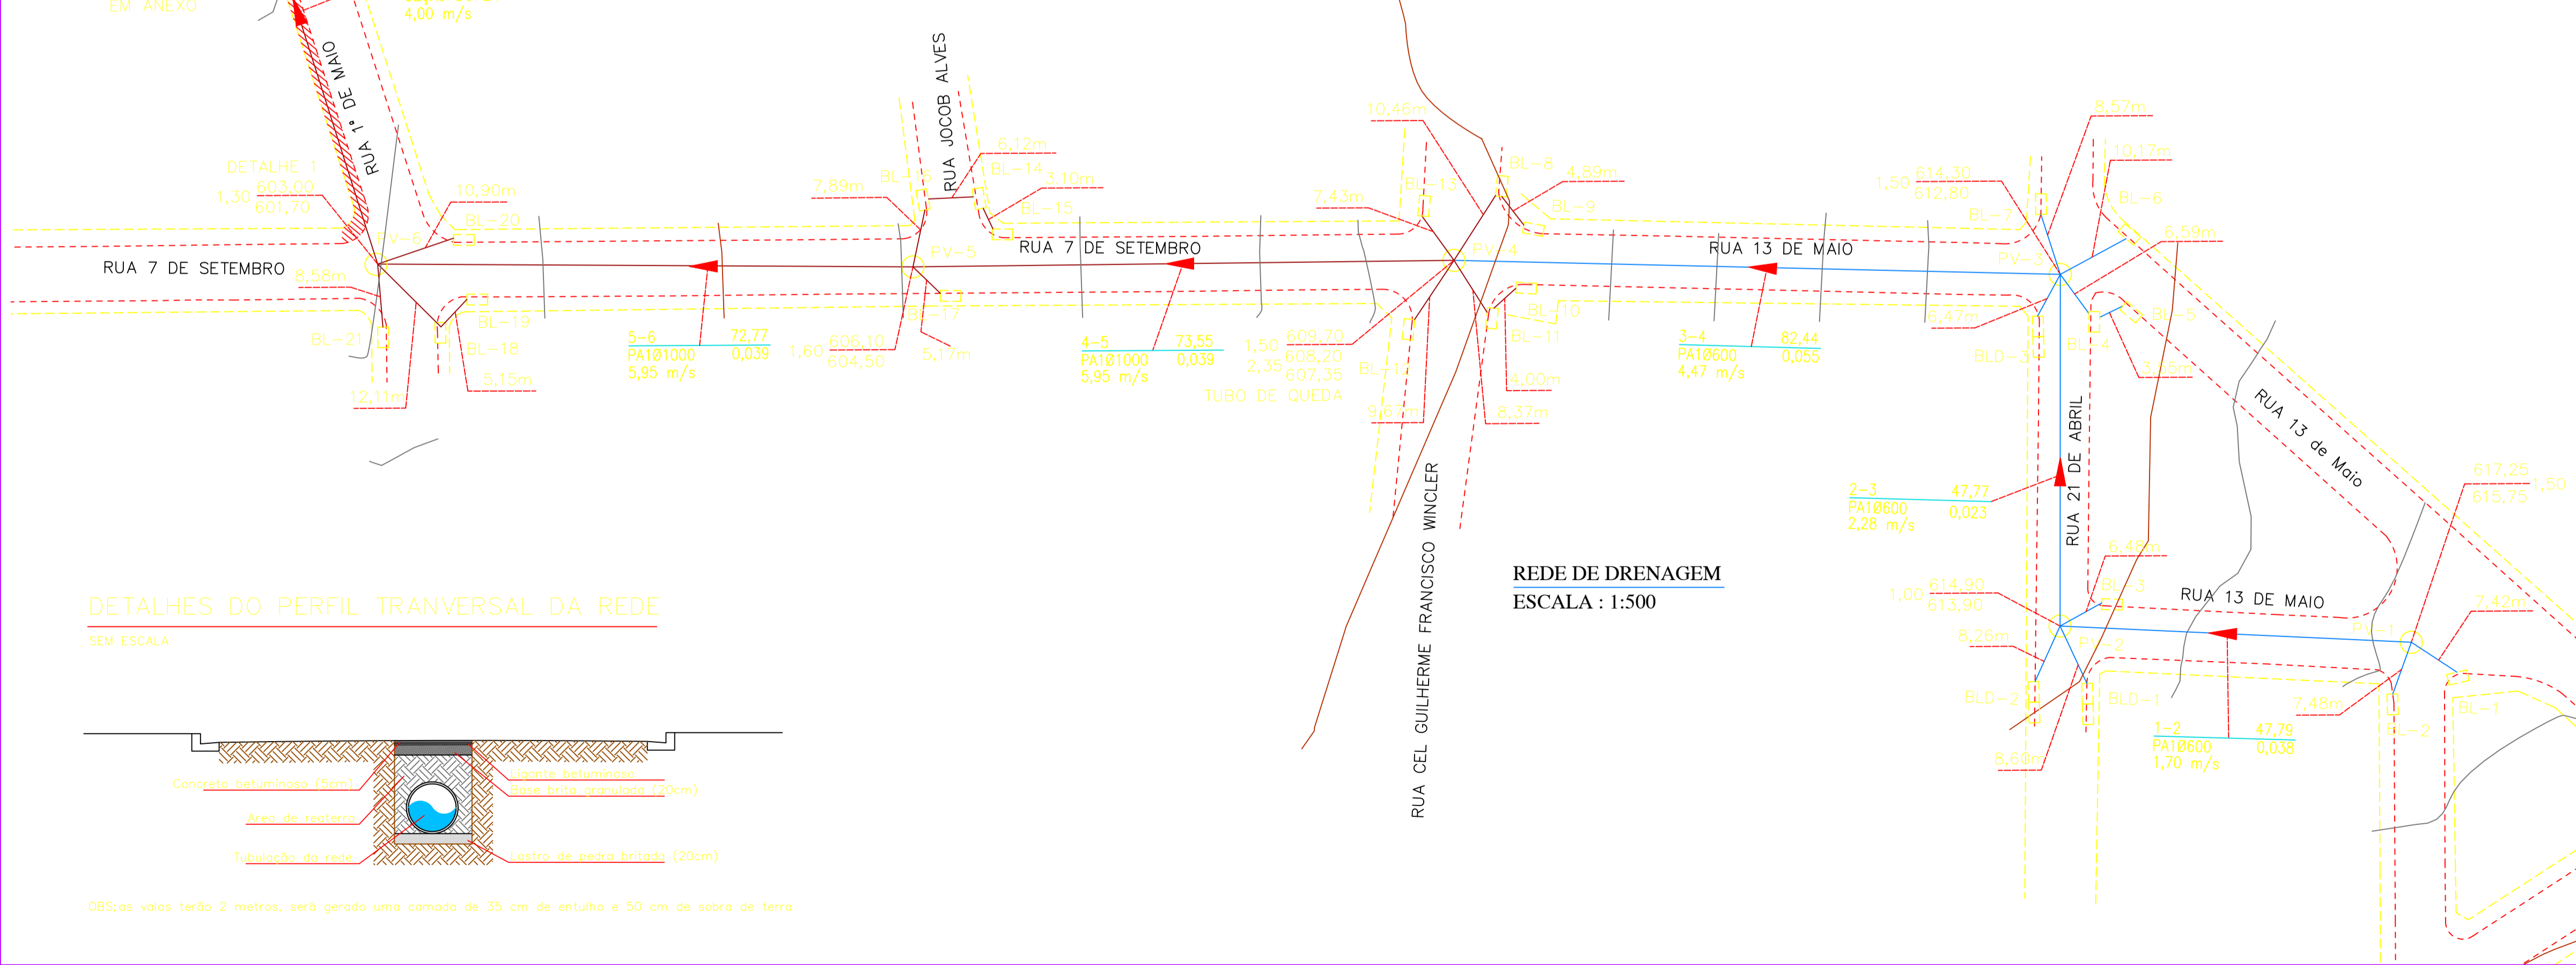 EM ANEXO
4,00 m/s
RUA 1º DE MAIO
DETALHE 1
1,30
603,00
601,70
PV-6
10,90m
BL-20
RUA 7 DE SETEMBRO
8,58m
BL-21
BL-19
BL-18
12,11m
5,15m
5-6
72,77
PA1Ø1000
0,039
5,95 m/s
RUA JOCOB ALVES
7,89m
6,12m
BL-14
3,10m
BL-15
PV-5
RUA 7 DE SETEMBRO
1,60
606,10
604,50
5,17m
4-5
73,55
PA1Ø1000
0,039
5,95 m/s
10,46m
7,43m
BL-13
BL-8
4,89m
BL-9
PV-4
1,50
609,70
608,20
2,35
607,35
TUBO DE QUEDA
BL-10
BL-11
4,00m
9,67m
8,37m
RUA CEL GUILHERME FRANCISCO WINCLER
RUA 13 DE MAIO
3-4
82,44
PA1Ø600
0,055
4,47 m/s
8,57m
10,17m
1,50
614,30
612,80
BL-7
BL-6
6,59m
PV-3
6,47m
BLD-3
BL-4
BL-5
RUA 21 DE ABRIL
RUA 13 de Maio
2-3
47,77
PA1Ø600
0,023
2,28 m/s
617,25
1,50
615,75
6,48m
1,00
614,90
613,90
BL-3
RUA 13 DE MAIO
7,42m
PV-1
PV-2
8,26m
BLD-2
BLD-1
7,48m
BL-1
BL-2
8,60m
1-2
47,79
PA1Ø600
0,038
1,70 m/s
REDE DE DRENAGEM
ESCALA : 1:500
DETALHES DO PERFIL TRANVERSAL DA REDE
SEM ESCALA
Concreto betuminoso (5cm)
Ligante betuminoso
Base brita granulada (20cm)
Area de reaterro
Tubulação da rede
Lastro de pedra britada (20cm)
OBS:as valas terão 2 metros, será gerado uma camada de 35 cm de entulho e 50 cm de sobra de terra